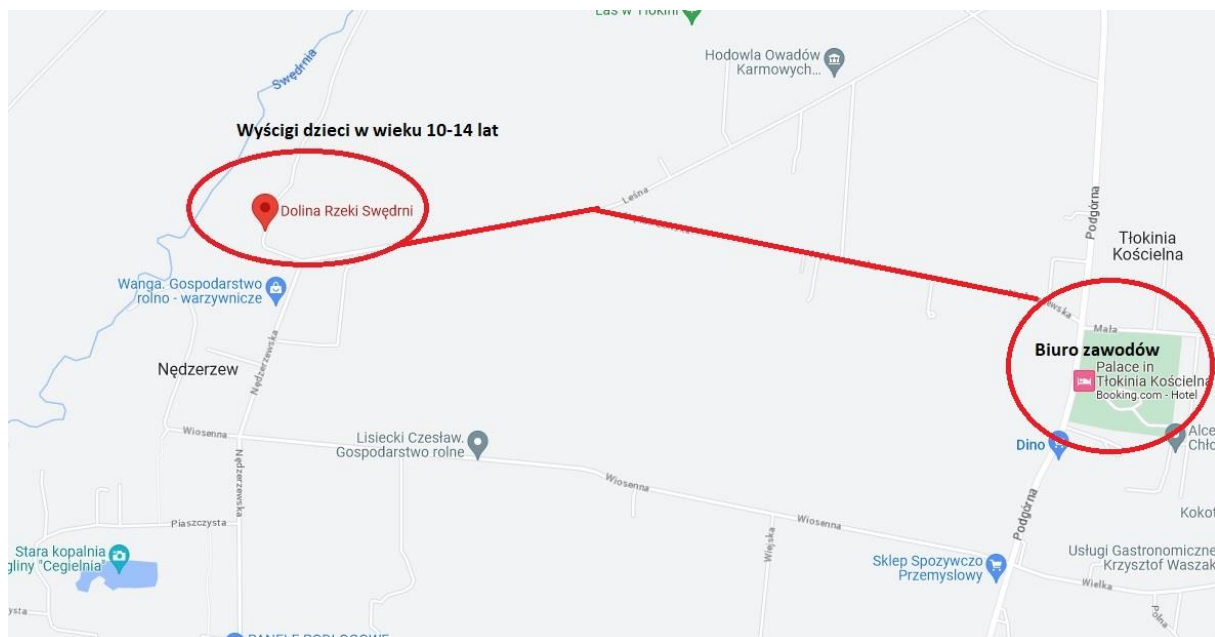 Las w Tłokini
Hodowla Owadów
Karmowych...
Swędrnia
Wyścigi dzieci w wieku 10-14 lat
Leśna
Podgórna
Dolina Rzeki Swędrni
Tłokinia
Kościelna
Wanga. Gospodarstwo
rolno - warzywnicze
Mała
Biuro zawodów
Palace in
Tłokinia Kościelna
Booking.com - Hotel
Nędzerzew
Nędzerzewska
Wiosenna
Lisiecki Czesław.
Gospodarstwo rolne
Dino
Nędzerzewska
Wiosenna
Podgórna
Wiosenna
Piaszczysta
Wiejska
Stara kopalnia
gliny "Cegielnia"
Sklep Spożywczo
Przemyslowy
Usługi Gastronomiczne
Krzysztof Waszak
Wielka
Polna